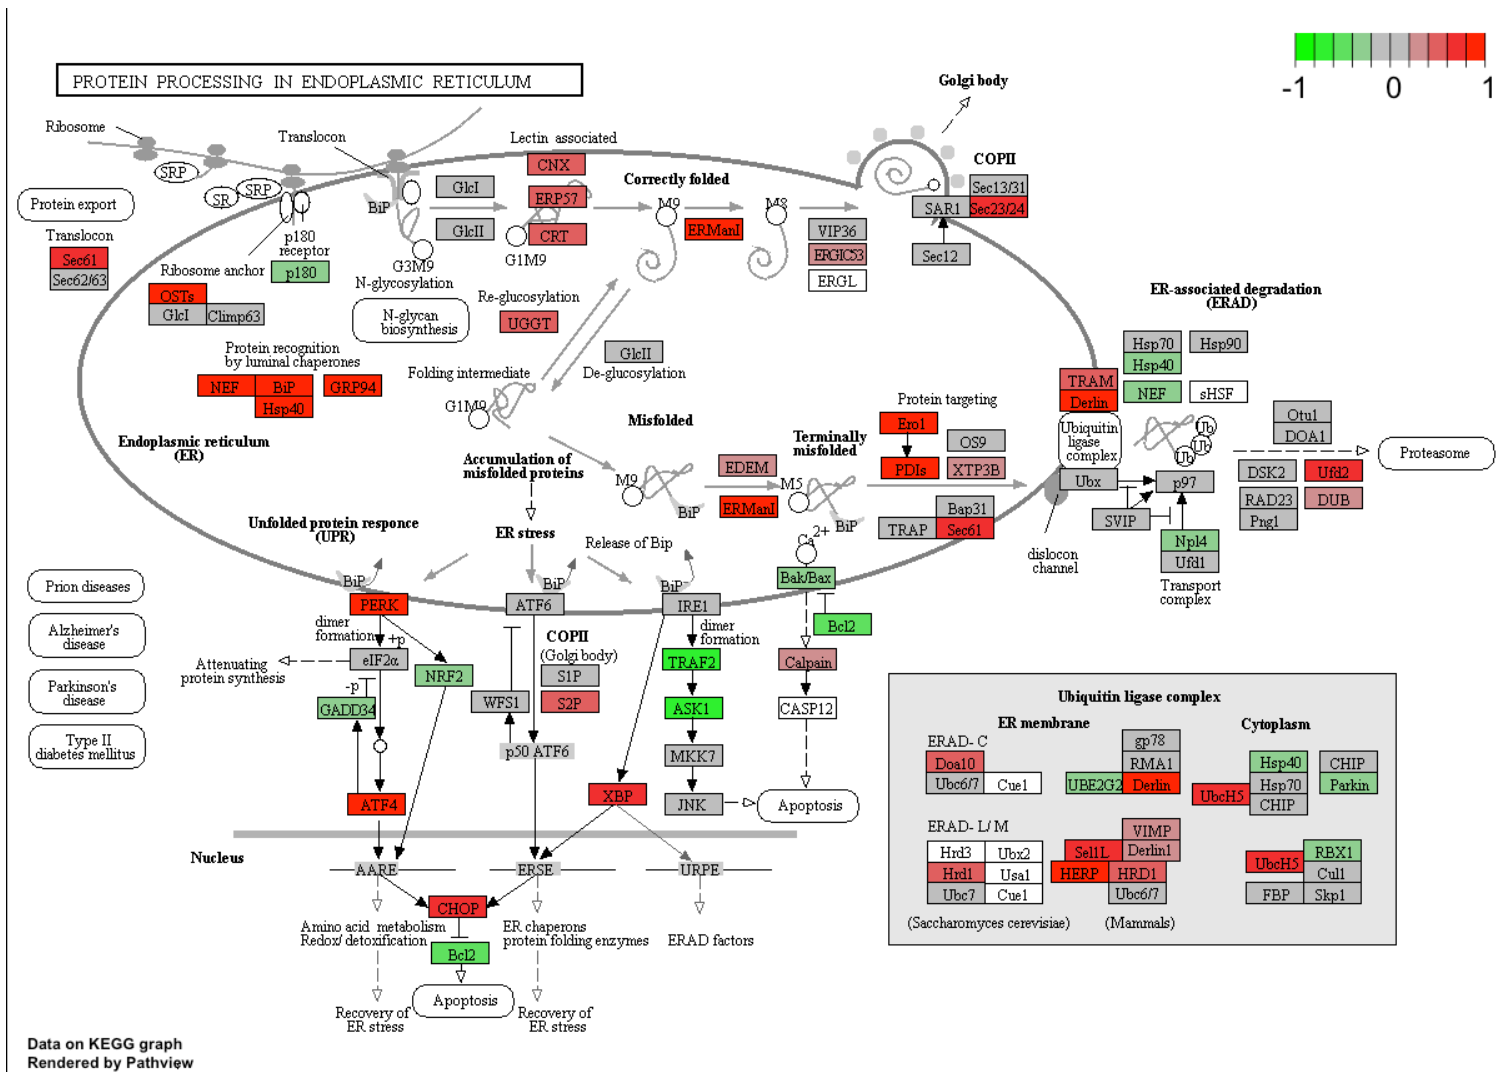 PROTEIN PROCESSING IN ENDOPLASMIC RETICULUM
-1
0
1
Golgi body
Ribosome
Translocon
Lectin associated
SRP
SR
SRP
BiP
GlcI
GlcII
CNX
ERP57
CRT
Correctly folded
M9
M8
ERManI
COPII
Sec13/31
SAR1
Sec23/24
Sec12
VIP36
ERGIC53
ERGL
Protein export
Translocon
Sec61
Sec62/63
p180
receptor
Ribosome anchor
p180
OSTs
GlcI
Climp63
G3M9
N-glycosylation
G1M9
N-glycan
biosynthesis
Re-glucosylation
UGGT
GlcII
De-glucosylation
Protein recognition
by luminal chaperones
NEF
BiP
GRP94
Hsp40
Folding intermediate
G1M9
Endoplasmic reticulum
(ER)
Misfolded
Accumulation of
misfolded proteins
M9
BiP
EDEM
ERManI
Terminally
misfolded
M5
BiP
Protein targeting
Ero1
PDIs
OS9
XTP3B
Bap31
TRAP
Sec61
ER-associated degradation
(ERAD)
Hsp70
Hsp90
Hsp40
NEF
sHSF
TRAM
Derlin
Ubiquitin
ligase
complex
Ub
Ub
Ub
Otu1
DOA1
Proteasome
Ubx
p97
DSK2
Ufd2
RAD23
DUB
Png1
SVIP
Npl4
Ufd1
Transport
complex
dislocon
channel
Unfolded protein responce
(UPR)
ER stress
Release of Bip
BiP
BiP
BiP
Ca2+
Bak/Bax
Bcl2
Calpain
CASP12
Apoptosis
PERK
ATF6
IRE1
dimer
formation
+p
eIF2α
Attenuating
protein synthesis
-p
GADD34
NRF2
ATF4
COPII
(Golgi body)
S1P
S2P
WFS1
p50 ATF6
dimer
formation
TRAF2
ASK1
MKK7
JNK
XBP
Prion diseases
Alzheimer's
disease
Parkinson's
disease
Type II
diabetes mellitus
Nucleus
AARE
ERSE
URPE
CHOP
Bcl2
Apoptosis
Amino acid metabolism
Redox/ detoxification
ER chaperons
protein folding enzymes
ERAD factors
Recovery of
ER stress
Recovery of
ER stress
Ubiquitin ligase complex
ER membrane
Cytoplasm
ERAD- C
Doa10
Ubc6/7
Cue1
gp78
RMA1
UBE2G2
Derlin
Hsp40
UbcH5
Hsp70
CHIP
CHIP
Parkin
ERAD- L/ M
Hrd3
Ubx2
Hrd1
Usa1
Ubc7
Cue1
VIMP
Sel1L
Derlin1
HERP
HRD1
Ubc6/7
UbcH5
RBX1
Cul1
FBP
Skp1
(Saccharomyces cerevisiae)
(Mammals)
Data on KEGG graph
Rendered by Pathview